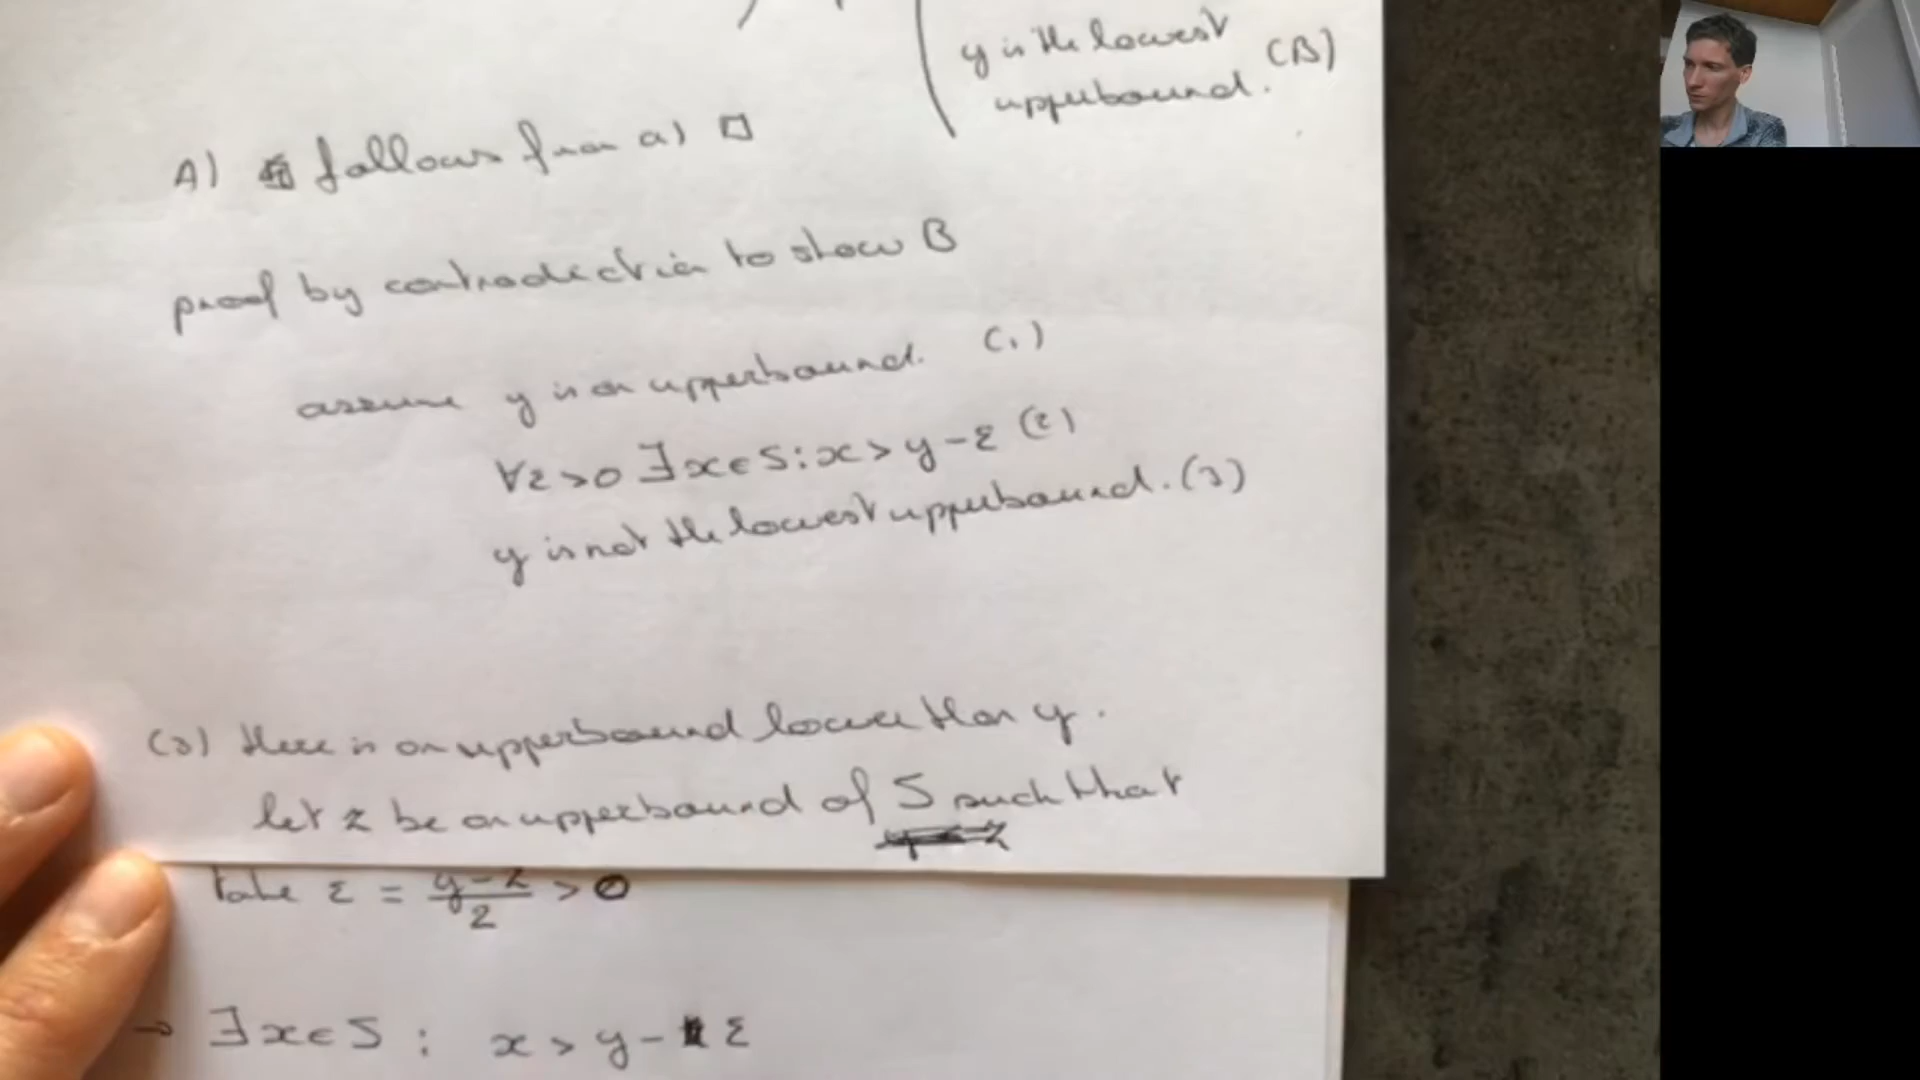 y is the lowest
upperbound. (B)
A) follows from a) □
proof by contradiction to show B
assume y is an upperbound. (1)
∀ε>0 ∃x∈S: x > y-ε (2)
y is not the lowest upperbound. (3)
(3) there is an upperbound lower than y.
let z be an upperbound of S such that
take ε = y-z/2 > 0
→ ∃x∈S : x > y - ε